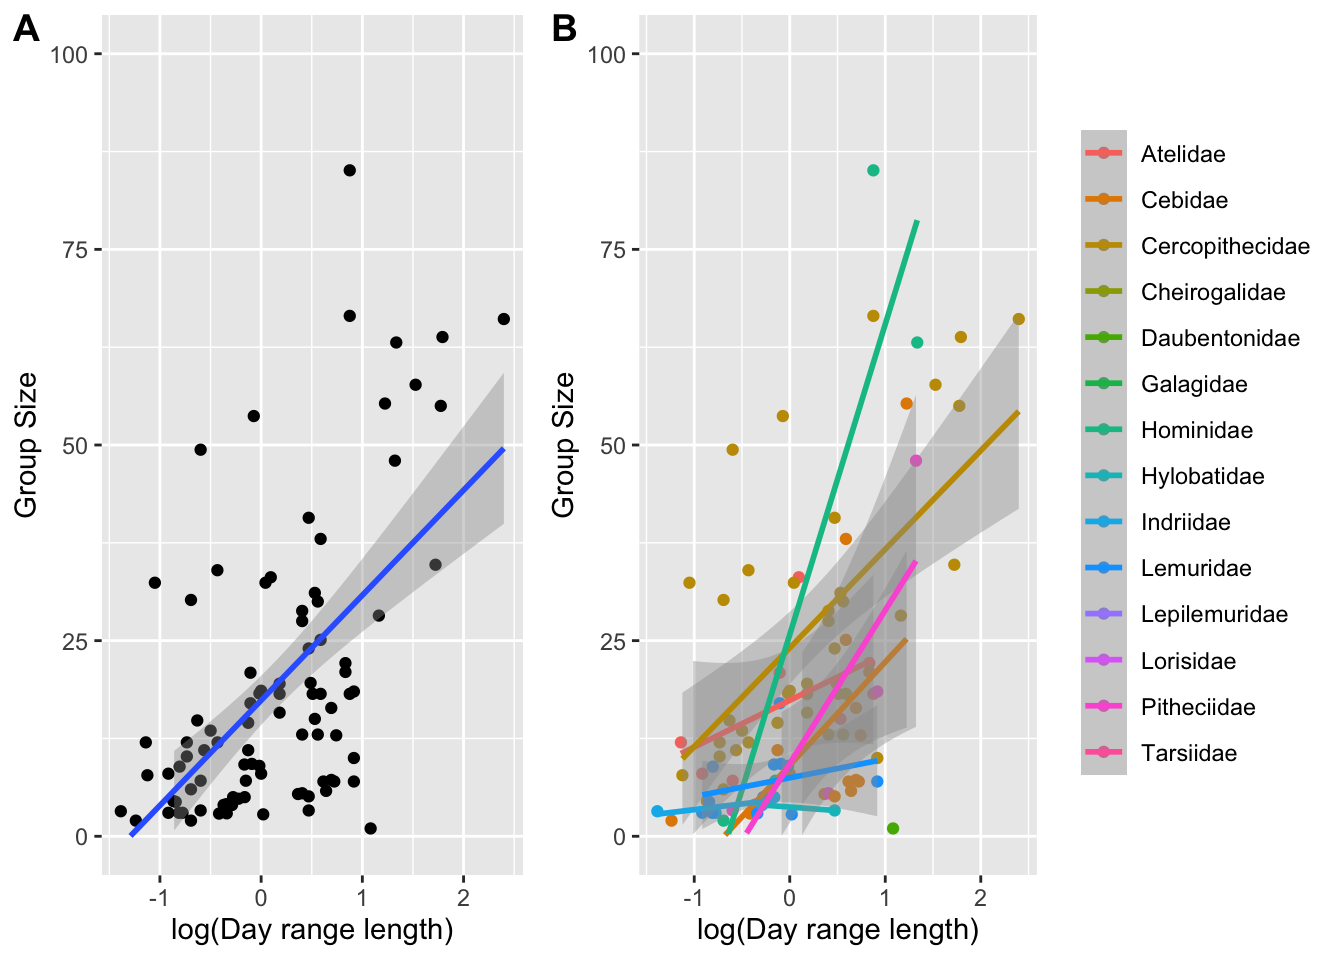 A
Group Size
100
75
50
25
0
-1 0 1 2
log(Day range length)
B
Group Size
100
75
50
25
0
-1 0 1 2
log(Day range length)
Atelidae
Cebidae
Cercopithecidae
Cheirogalidae
Daubentonidae
Galagidae
Hominidae
Hylobatidae
Indriidae
Lemuridae
Lepilemuridae
Lorisidae
Pitheciidae
Tarsiidae